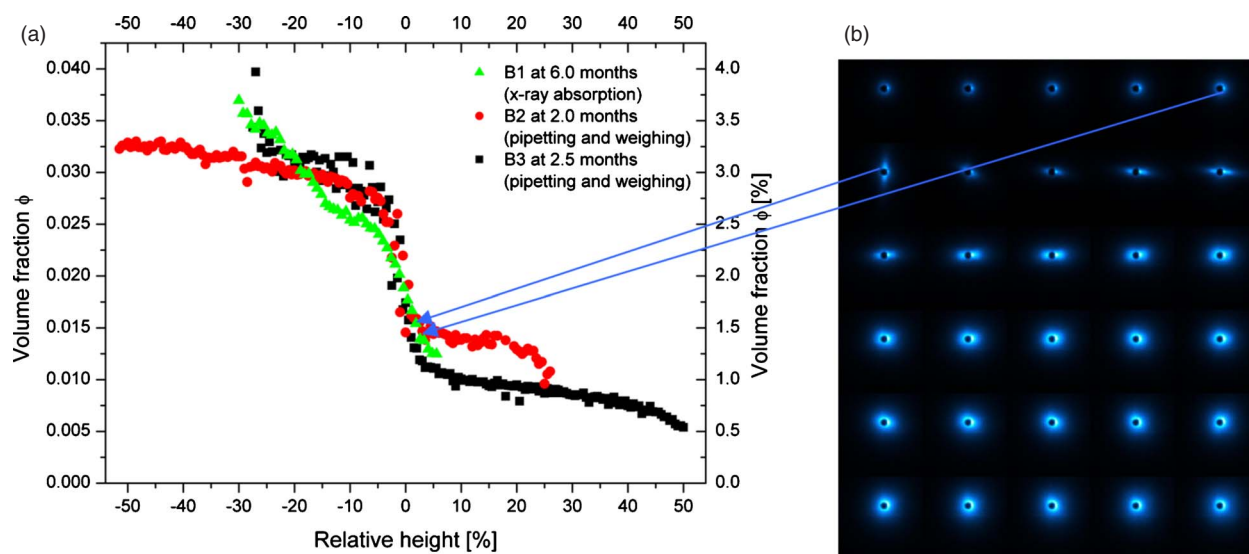 -50 -40 -30 -20 -10 0 10 20 30 40 50
(a)
(b)
0.040
0.035
0.030
0.025
0.020
0.015
0.010
0.005
0.000
Volume fraction ϕ
B1 at 6.0 months
(x-ray absorption)
B2 at 2.0 months
(pipetting and weighing)
B3 at 2.5 months
(pipetting and weighing)
4.0
3.5
3.0
2.5
2.0
1.5
1.0
0.5
0.0
Volume fraction ϕ [%]
-50 -40 -30 -20 -10 0 10 20 30 40 50
Relative height [%]